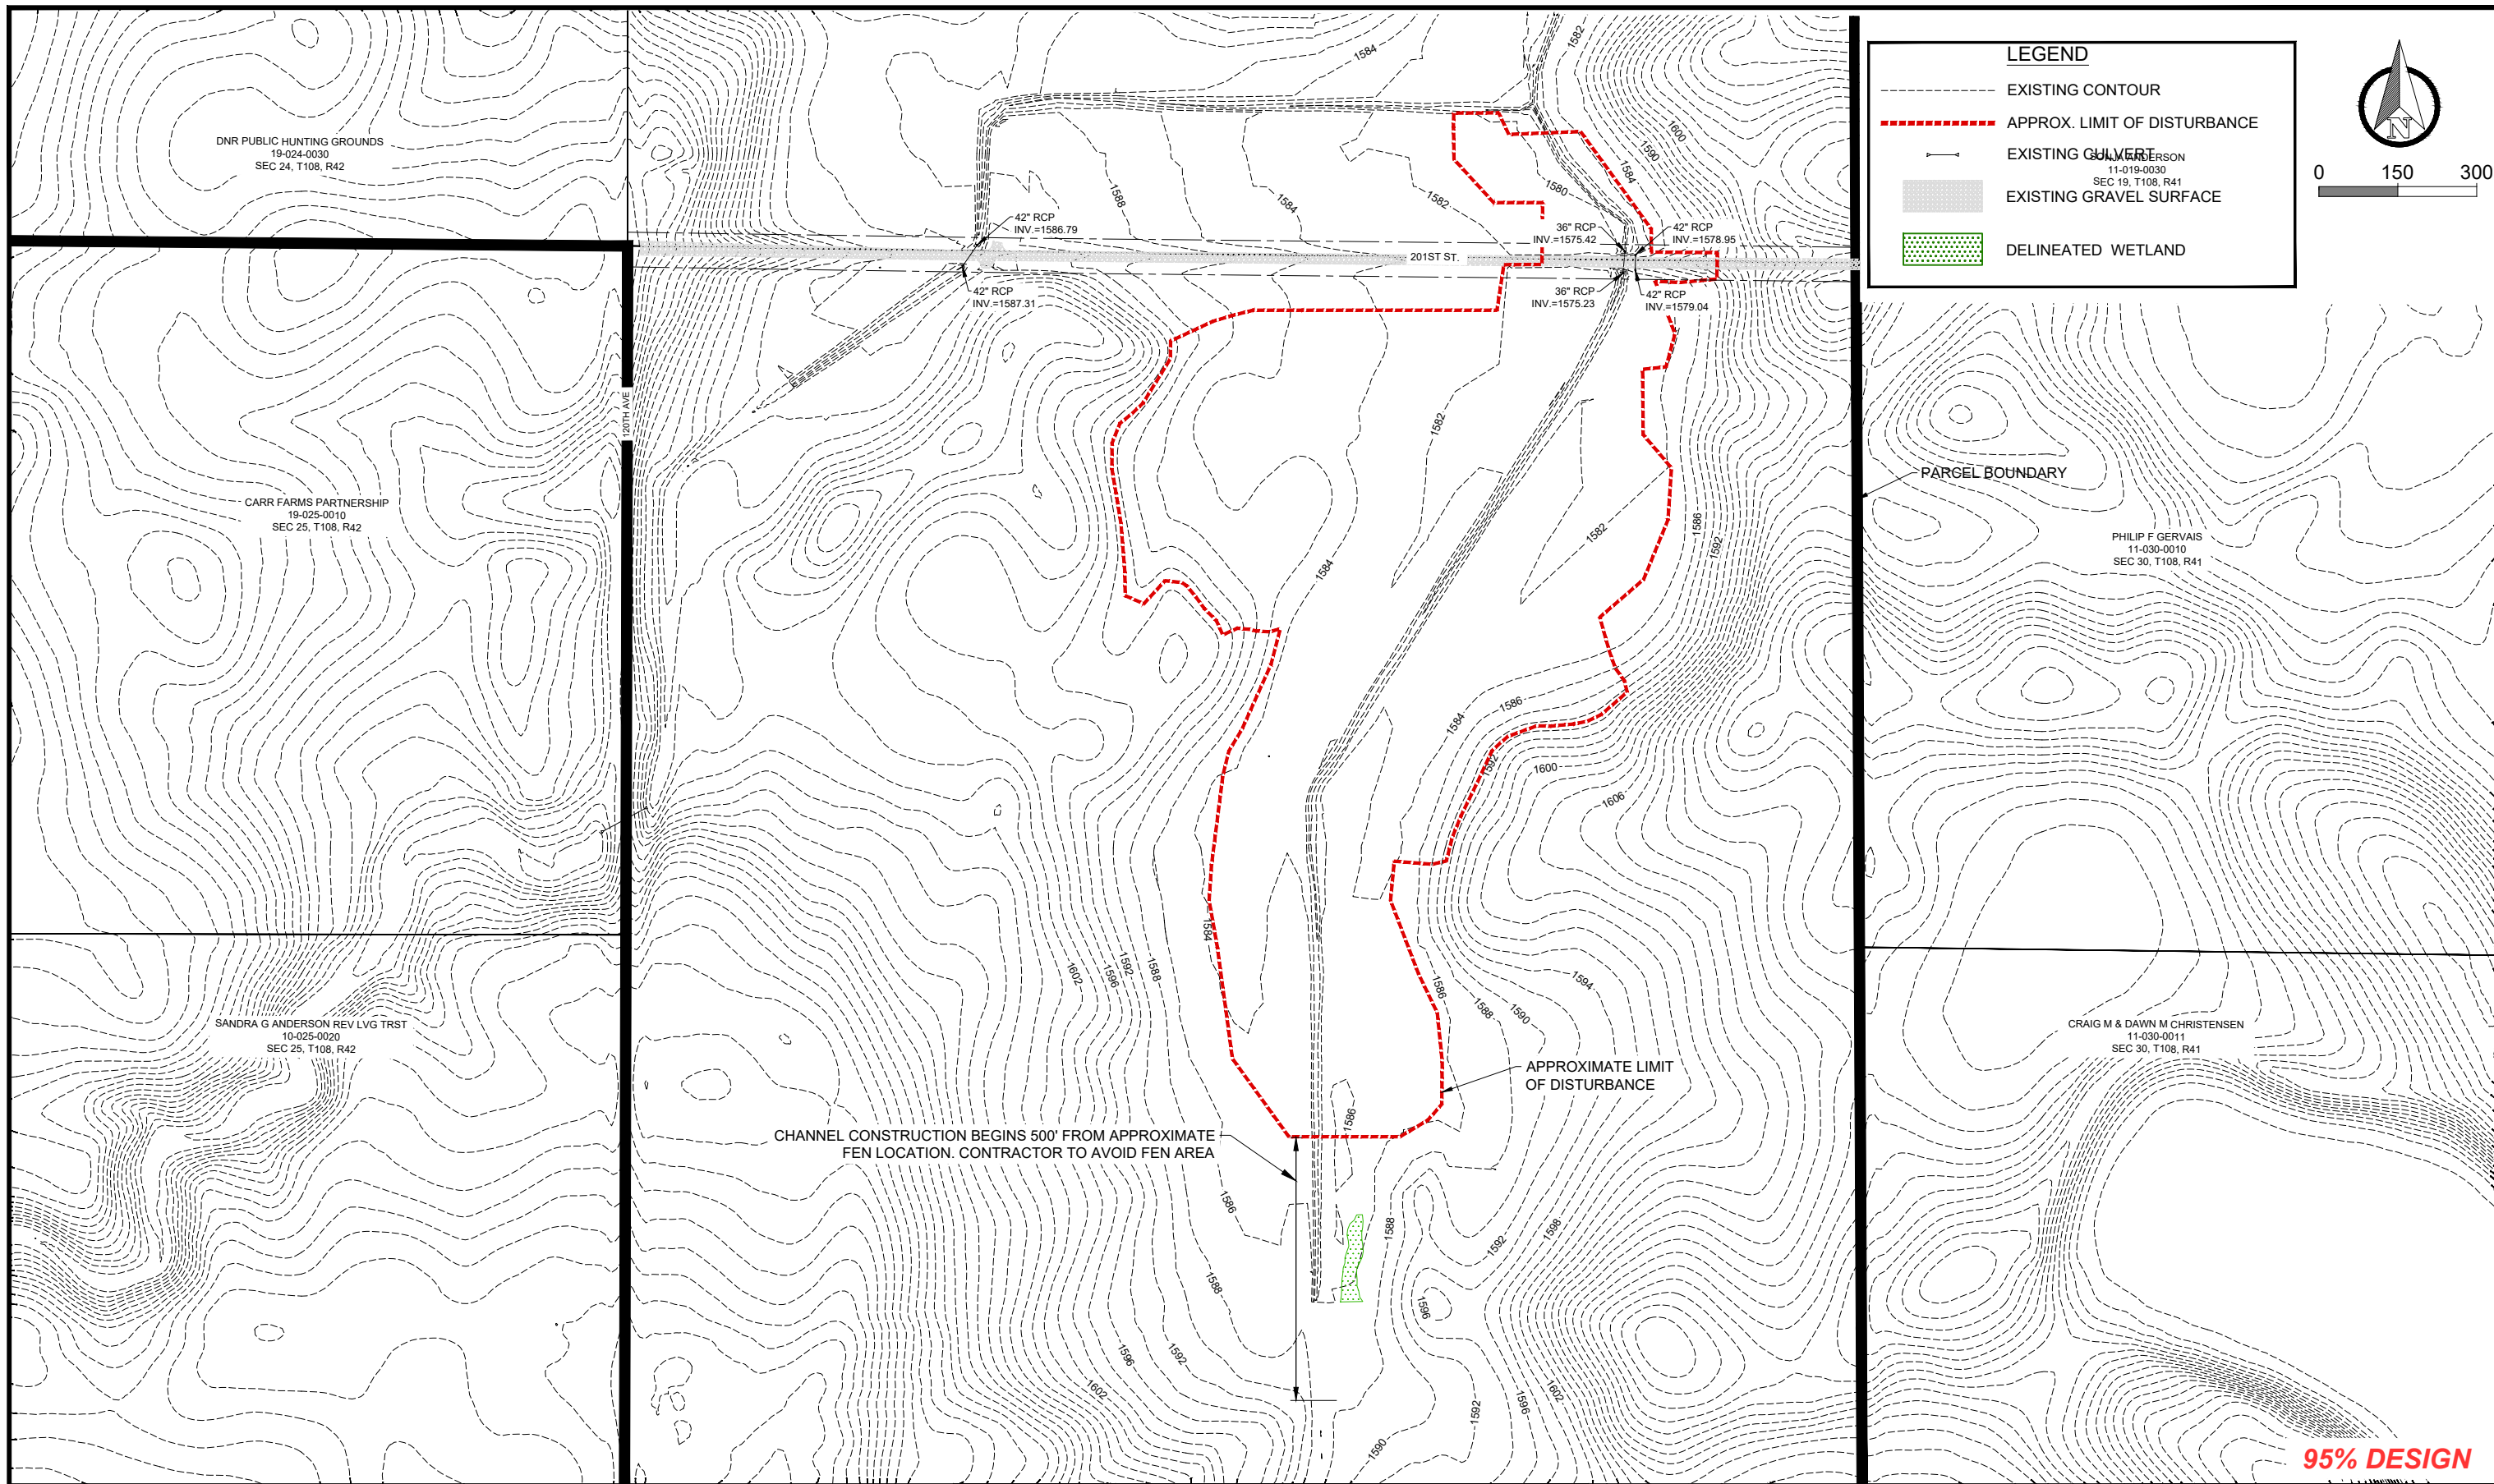 LEGEND
EXISTING CONTOUR
APPROX. LIMIT OF DISTURBANCE
EXISTING CULVERT
SONJA ANDERSON
11-019-0030
SEC 19, T108, R41
EXISTING GRAVEL SURFACE
DELINEATED WETLAND
N
0 150 300
DNR PUBLIC HUNTING GROUNDS
19-024-0030
SEC 24, T108, R42
1584
1582
1600
1590
1584
1588
1584
1582
1580
42" RCP
INV.=1586.79
36" RCP
INV.=1575.42
42" RCP
INV.=1578.95
201ST ST.
42" RCP
INV.=1587.31
36" RCP
INV.=1575.23
42" RCP
INV.=1579.04
120TH AVE
1582
PARCEL BOUNDARY
CARR FARMS PARTNERSHIP
19-025-0010
SEC 25, T108, R42
1582
1586
1592
PHILIP F GERVAIS
11-030-0010
SEC 30, T108, R41
1584
1584
1586
1592
1600
1606
1584
1602
1596
1592
1588
1586
1588
1590
1594
SANDRA G ANDERSON REV LVG TRST
10-025-0020
SEC 25, T108, R42
CRAIG M & DAWN M CHRISTENSEN
11-030-0011
SEC 30, T108, R41
APPROXIMATE LIMIT
OF DISTURBANCE
1586
CHANNEL CONSTRUCTION BEGINS 500' FROM APPROXIMATE
FEN LOCATION. CONTRACTOR TO AVOID FEN AREA
1586
1588
1592
1598
1588
1596
1596
1592
1602
1590
1592
1596
1602
95% DESIGN